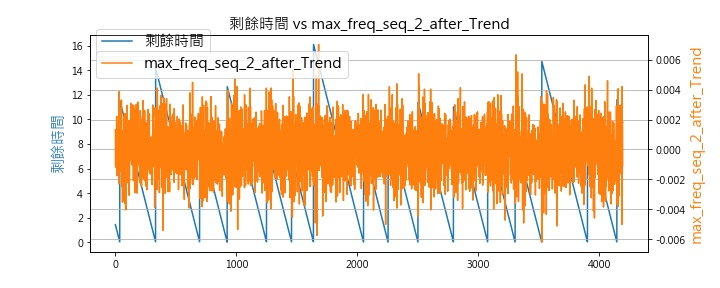 剩餘時間 vs max_freq_seq_2_after_Trend
剩餘時間
max_freq_seq_2_after_Trend
16
14
12
10
8
6
4
2
0
剩餘時間
0.006
0.004
0.002
0.000
-0.002
-0.004
-0.006
max_freq_seq_2_after_Trend
0 1000 2000 3000 4000